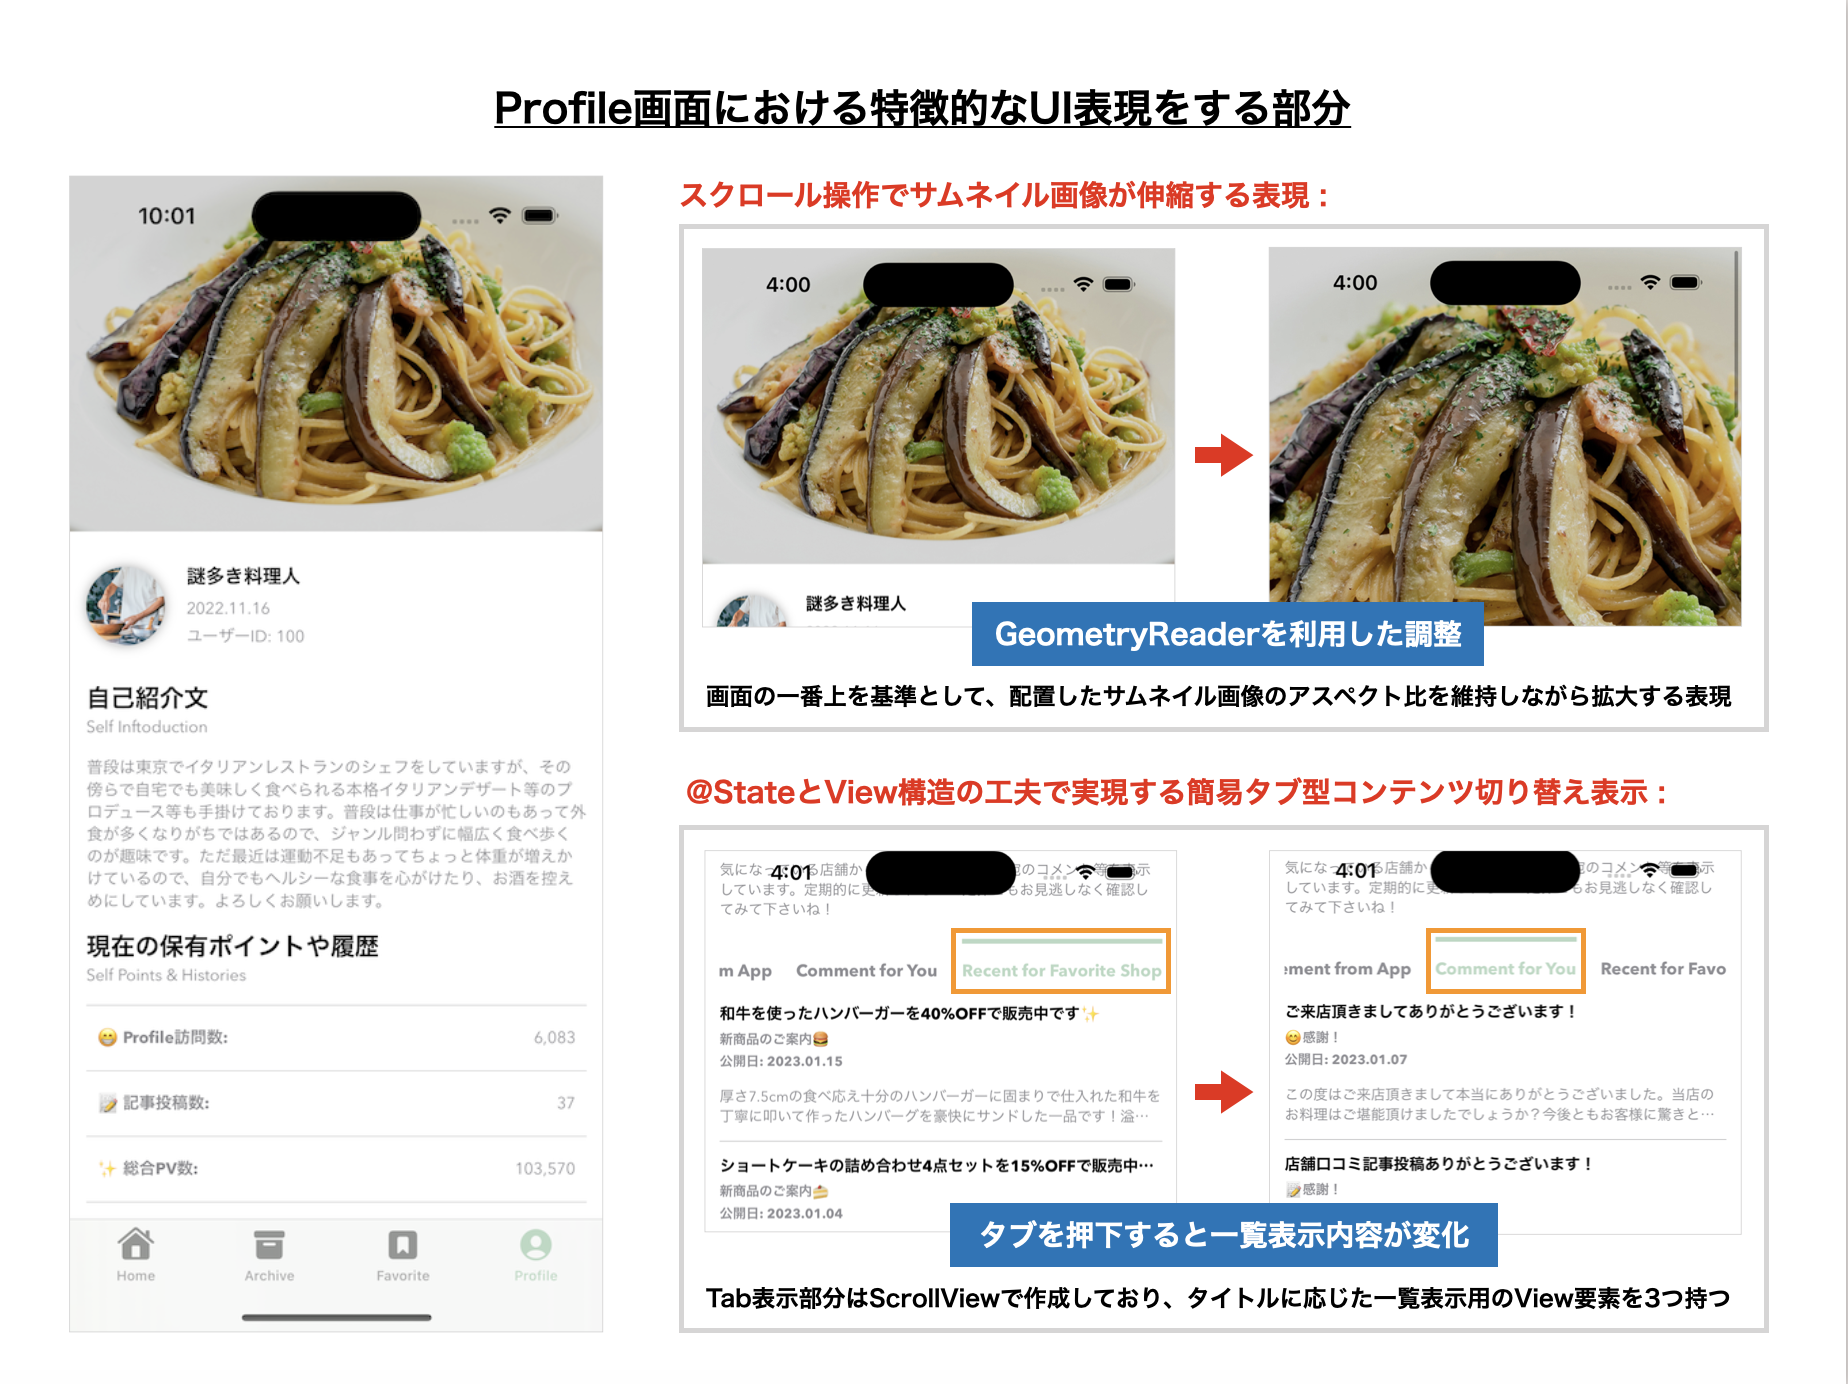 Profile画面における特徴的なUI表現をする部分
10:01
謎多き料理人
2022.11.16
ユーザーID: 100
自己紹介文
Self Inftoduction
普段は東京でイタリアンレストランのシェフをしていますが、その
傍らで自宅でも美味しく食べられる本格イタリアンデザート等のプ
ロデュース等も手掛けております。普段は仕事が忙しいのもあって外
食が多くなりがちではあるので、ジャンル問わずに幅広く食べ歩く
のが趣味です。ただ最近は運動不足もあってちょっと体重が増えか
けているので、自分でもヘルシーな食事を心がけたり、お酒を控え
めにしています。よろしくお願いします。
現在の保有ポイントや履歴
Self Points & Histories
😁 Profile訪問数: 6,083
📝 記事投稿数: 37
✨ 総合PV数: 103,570
Home Archive Favorite Profile
スクロール操作でサムネイル画像が伸縮する表現：
4:00
謎多き料理人
4:00
GeometryReaderを利用した調整
画面の一番上を基準として、配置したサムネイル画像のアスペクト比を維持しながら拡大する表現
@StateとView構造の工夫で実現する簡易タブ型コンテンツ切り替え表示：
4:01
気になっている店舗か のコメント等を表示
しています。定期的に更 もお見逃しなく確認し
てみて下さいね！
m App Comment for You Recent for Favorite Shop
和牛を使ったハンバーガーを40%OFFで販売中です✨
新商品のご案内🍔
公開日: 2023.01.15
厚さ7.5cmの食べ応え十分のハンバーガーに固まりで仕入れた和牛を
丁寧に叩いて作ったハンバーグを豪快にサンドした一品です！溢…
ショートケーキの詰め合わせ4点セットを15%OFFで販売中…
新商品のご案内🍰
公開日: 2023.01.04
4:01
気になっている店舗か のコメント等を表示
しています。定期的に更 もお見逃しなく確認し
てみて下さいね！
ement from App Comment for You Recent for Favo
ご来店頂きましてありがとうございます！
😊感謝！
公開日: 2023.01.07
この度はご来店頂きまして本当にありがとうございました。当店の
お料理はご堪能頂けましたでしょうか？今後ともお客様に驚きと…
店舗口コミ記事投稿ありがとうございます！
📝感謝！
タブを押下すると一覧表示内容が変化
Tab表示部分はScrollViewで作成しており、タイトルに応じた一覧表示用のView要素を3つ持つ